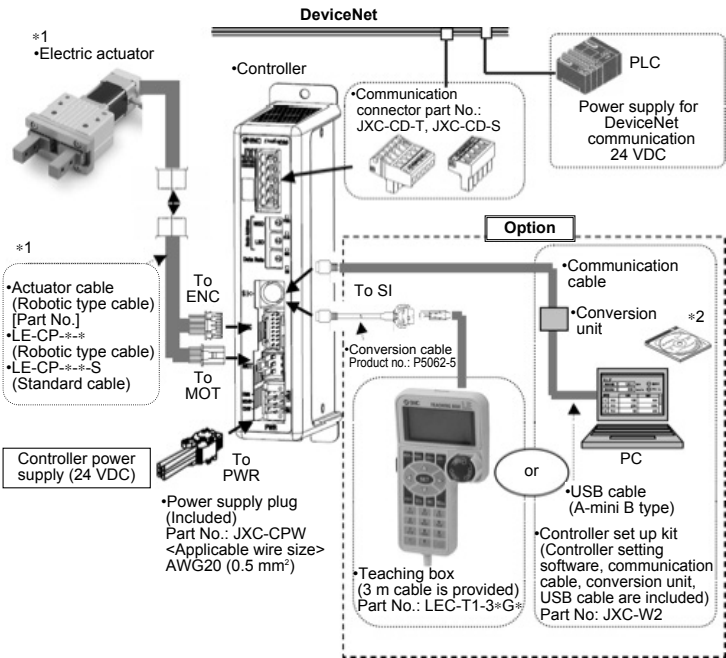 DeviceNet
*1
•Electric actuator
•Controller
•Communication
connector part No.:
JXC-CD-T, JXC-CD-S
PLC
Power supply for
DeviceNet
communication
24 VDC
Option
*1
•Actuator cable
(Robotic type cable)
[Part No.]
•LE-CP-*-*
(Robotic type cable)
•LE-CP-*-*-S
(Standard cable)
To
ENC
To
MOT
To SI
•Conversion cable
Product no.: P5062-5
•Communication
cable
•Conversion
unit
*2
PC
or
•USB cable
(A-mini B type)
Controller power
supply (24 VDC)
To
PWR
PWR
•Power supply plug
(Included)
Part No.: JXC-CPW
<Applicable wire size>
AWG20 (0.5 mm²)
•Teaching box
(3 m cable is provided)
Part No.: LEC-T1-3*G*
•Controller set up kit
(Controller setting
software, communication
cable, conversion unit,
USB cable are included)
Part No: JXC-W2